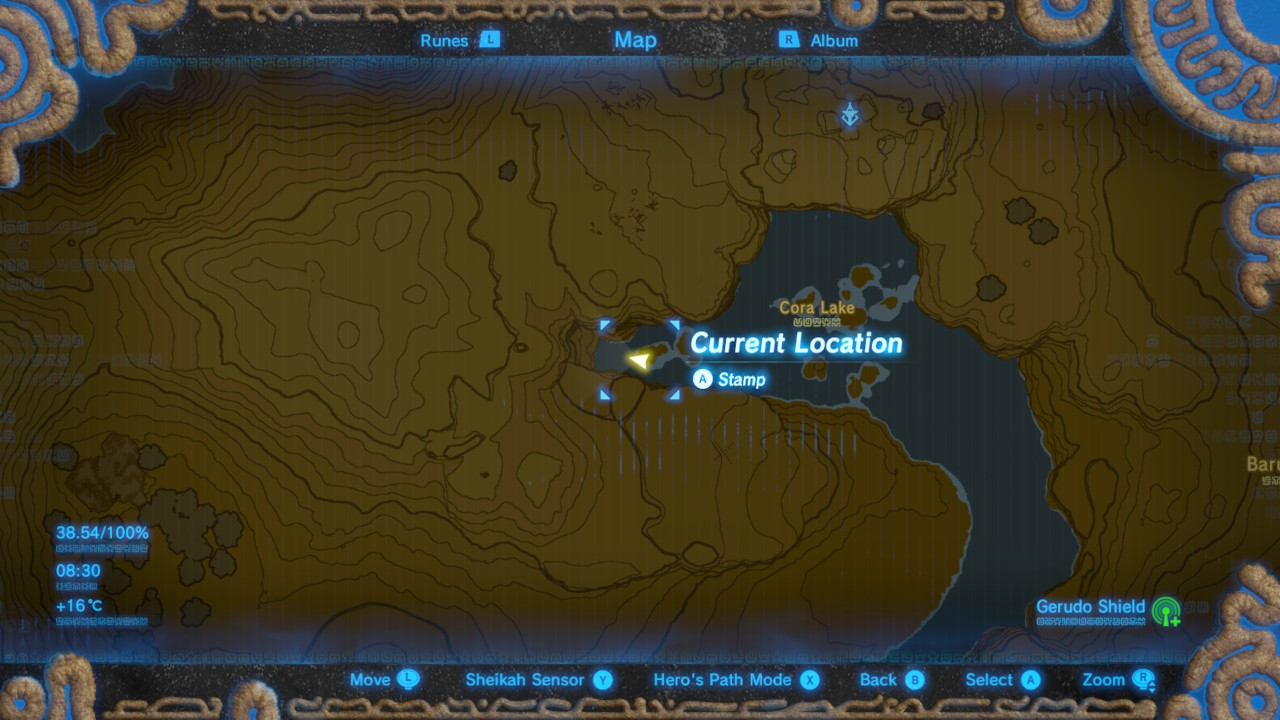 Runes L
Map
R Album
Cora Lake
Current Location
A Stamp
38.54/100%
08:30
+16℃
Gerudo Shield
Move L
Sheikah Sensor Y
Hero's Path Mode X
Back B
Select A
Zoom R